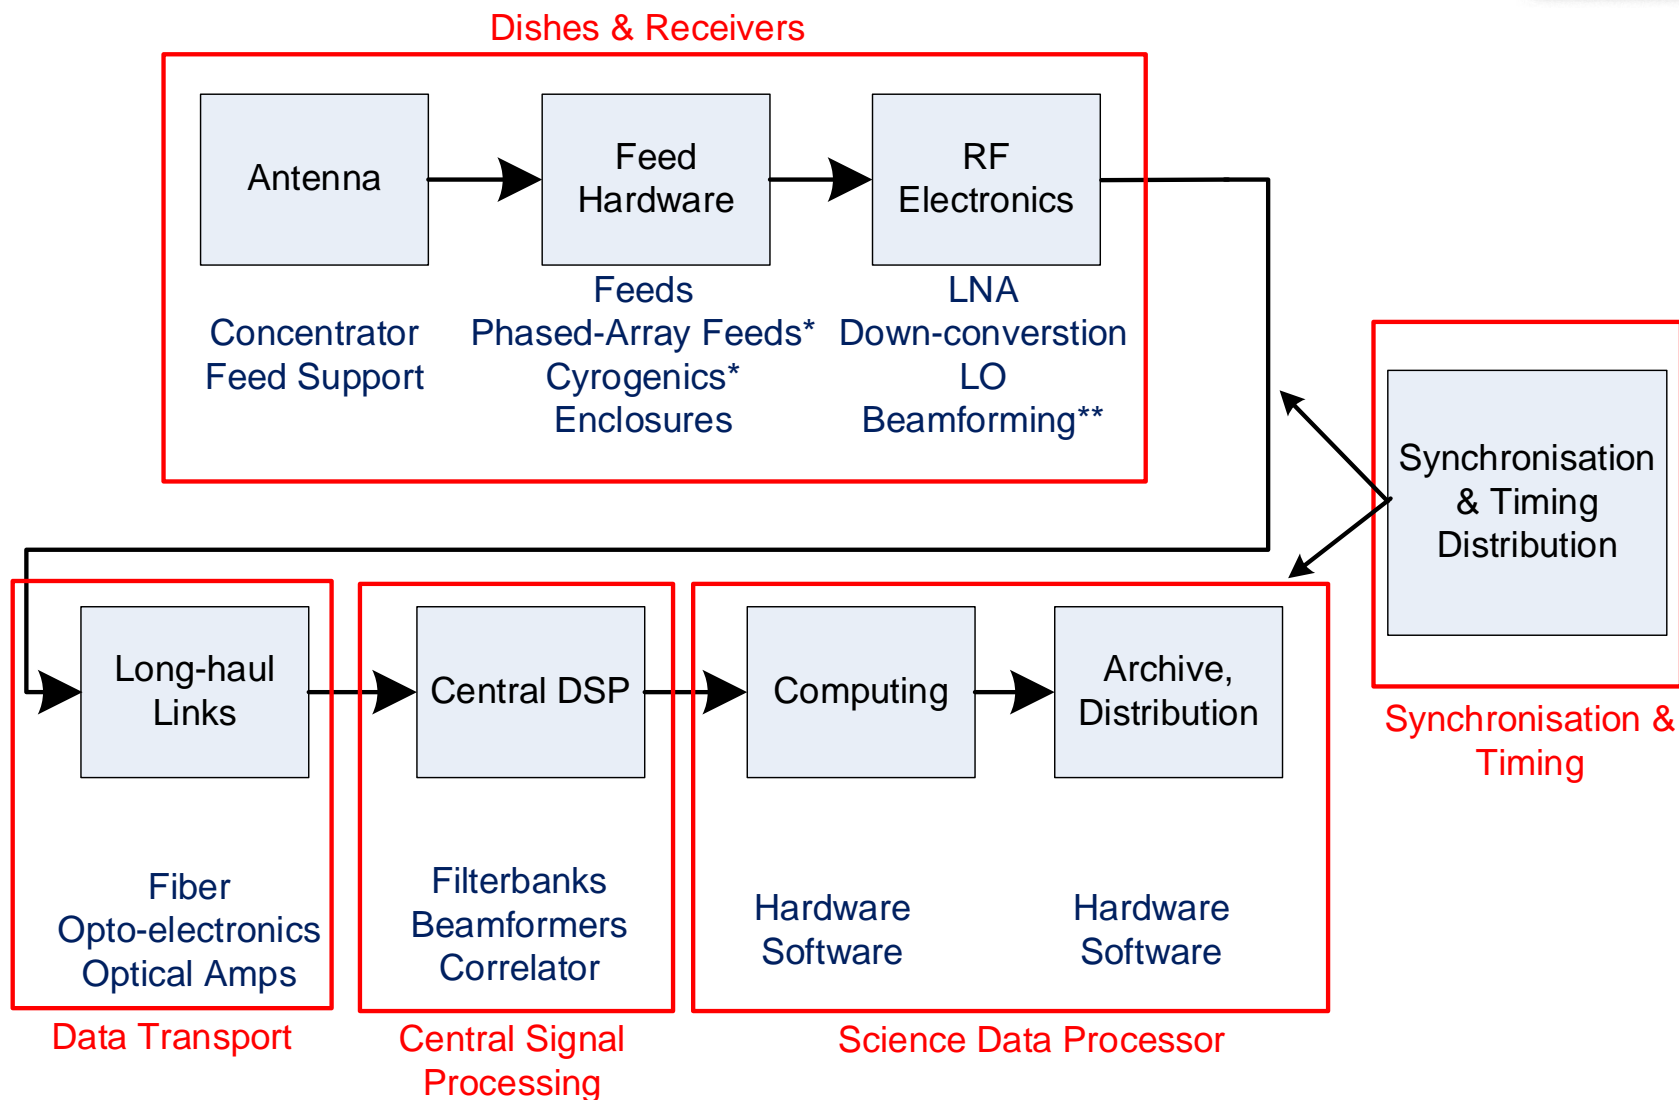 Dishes & Receivers
Antenna
Feed
Hardware
RF
Electronics
Concentrator
Feed Support
Feeds
Phased-Array Feeds*
Cyrogenics*
Enclosures
LNA
Down-converstion
LO
Beamforming**
Synchronisation
& Timing
Distribution
Synchronisation &
Timing
Long-haul
Links
Central DSP
Computing
Archive,
Distribution
Fiber
Opto-electronics
Optical Amps
Filterbanks
Beamformers
Correlator
Hardware
Software
Hardware
Software
Data Transport
Central Signal
Processing
Science Data Processor